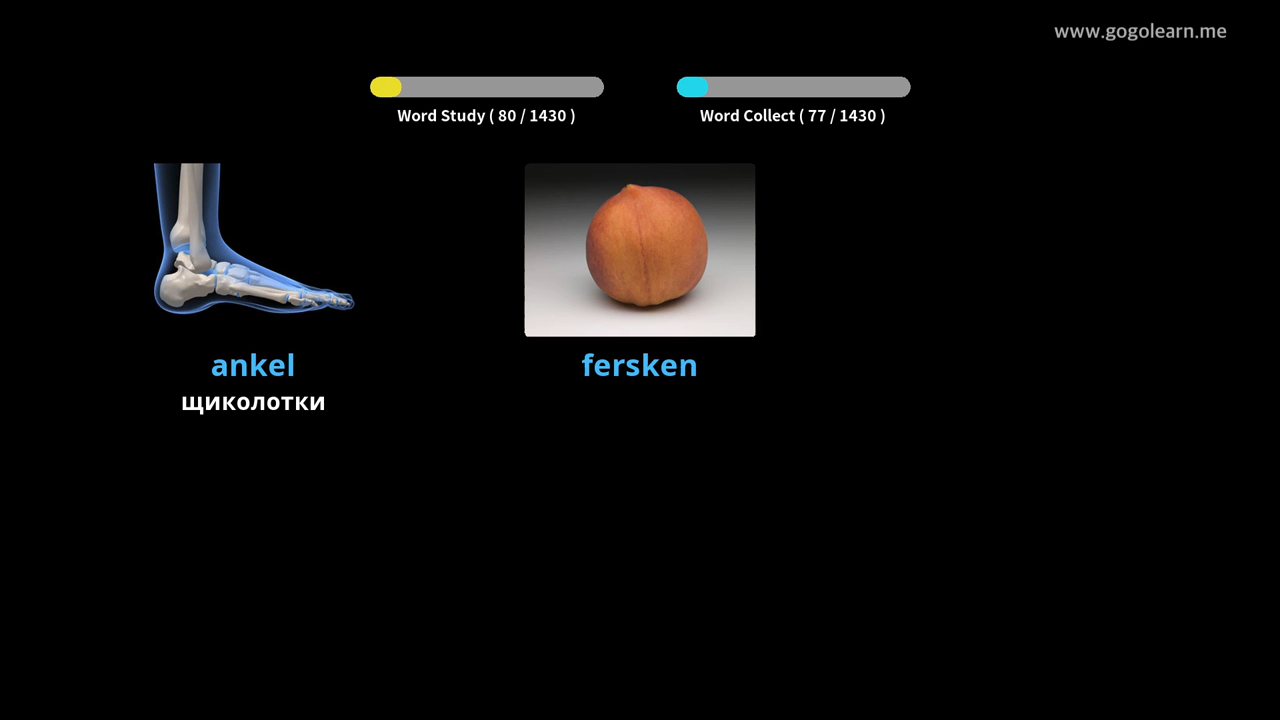 www.gogolearn.me
Word Study ( 80 / 1430 )
Word Collect ( 77 / 1430 )
ankel
щиколотки
fersken